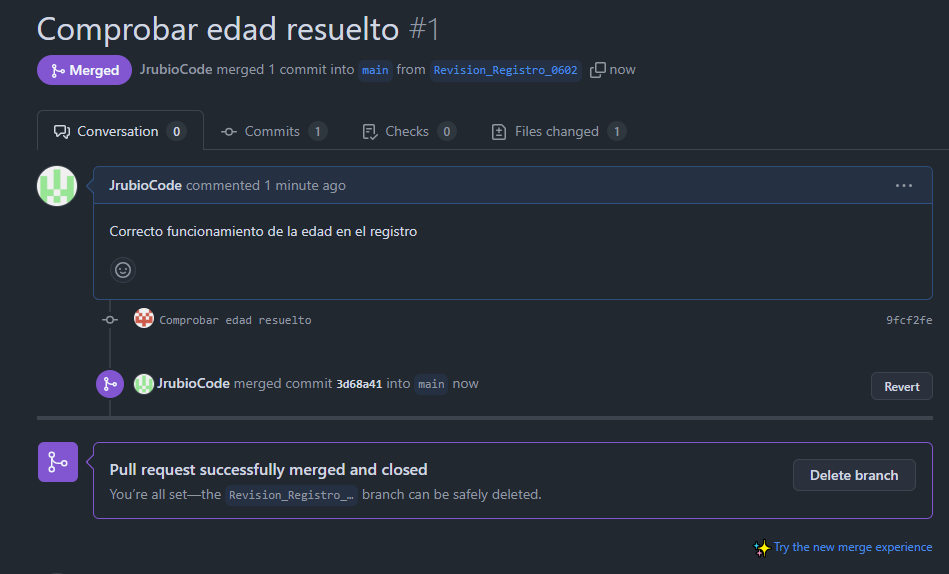 Comprobar edad resuelto #1
Merged JrubioCode merged 1 commit into main from Revision_Registro_0602 now
Conversation 0 Commits 1 Checks 0 Files changed 1
JrubioCode commented 1 minute ago ...
Correcto funcionamiento de la edad en el registro
Comprobar edad resuelto 9fcf2fe
JrubioCode merged commit 3d68a41 into main now Revert
Pull request successfully merged and closed
You're all set—the Revision_Registro_… branch can be safely deleted.
Delete branch
Try the new merge experience